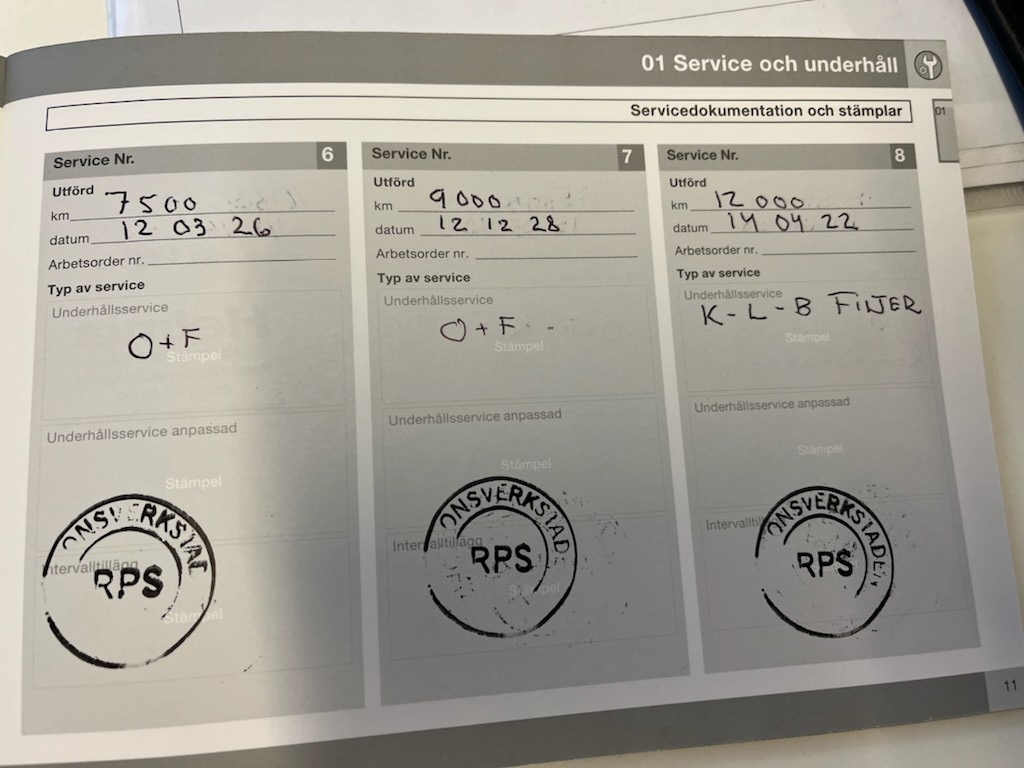 01 Service och underhåll
01
Servicedokumentation och stämplar
Service Nr. 6
Utförd
km 7500
datum 12 03 26
Arbetsorder nr.
Typ av service
Underhållsservice
O+F
Stämpel
Underhållsservice anpassad
Stämpel
Intervalltillägg
RPS
Stämpel
Service Nr. 7
Utförd
km 9000
datum 12 12 28
Arbetsorder nr.
Typ av service
Underhållsservice
O+F
Stämpel
Underhållsservice anpassad
Stämpel
ONSVERKSTAD
Intervalltillägg
RPS
Stämpel
Service Nr. 8
Utförd
km 12 000
datum 14 04 22
Arbetsorder nr.
Typ av service
Underhållsservice
K-L-B FILTER
Stämpel
Underhållsservice anpassad
Stämpel
ONSVERKSTADEN
RPS
11